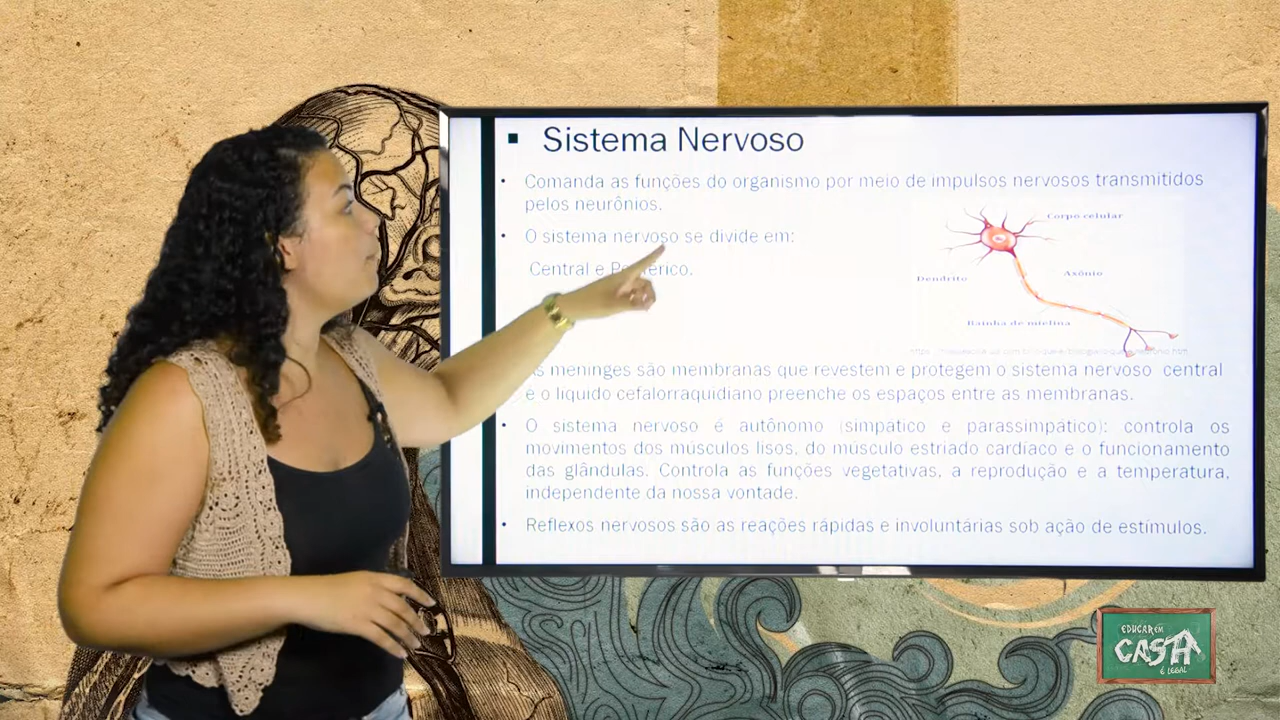 Sistema Nervoso
Comanda as funções do organismo por meio de impulsos nervosos transmitidos
pelos neurônios.
O sistema nervoso se divide em:
Central e
Corpo celular
Dendrito
Axônio
Bainha de mielina
meninges são membranas que revestem e protegem o sistema nervoso central
e o liquido cefalorraquidiano preenche os espaços entre as membranas.
O sistema nervoso é autônomo (simpático e parassimpático): controla os
movimentos dos músculos lisos, do músculo estriado cardíaco e o funcionamento
das glândulas. Controla as funções vegetativas, a reprodução e a temperatura,
independente da nossa vontade.
Reflexos nervosos são as reações rápidas e involuntárias sob ação de estímulos.
EDUCAR EM
CASA
É LEGAL